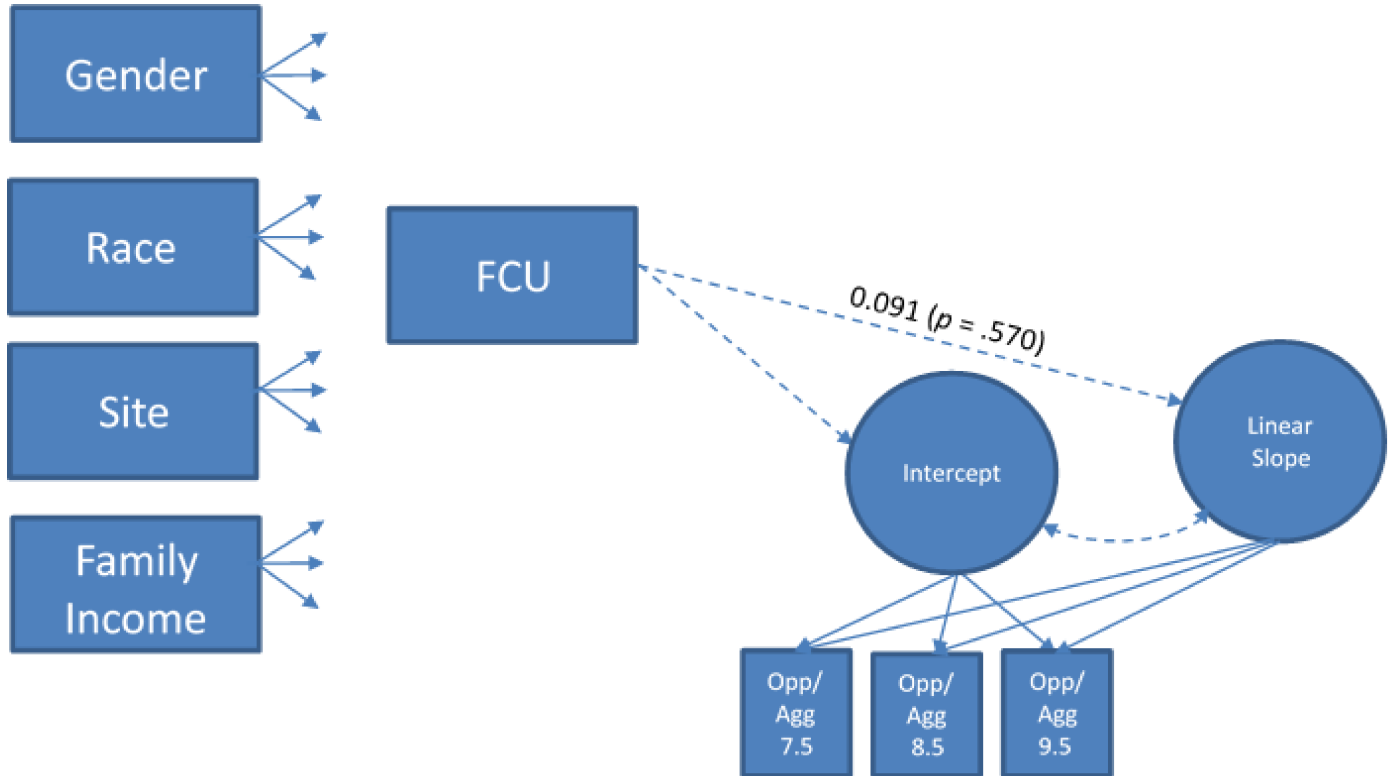 Gender
Race
FCU
Site
Family
Income
0.091 (p = .570)
Intercept
Linear
Slope
Opp/
Agg
7.5
Opp/
Agg
8.5
Opp/
Agg
9.5